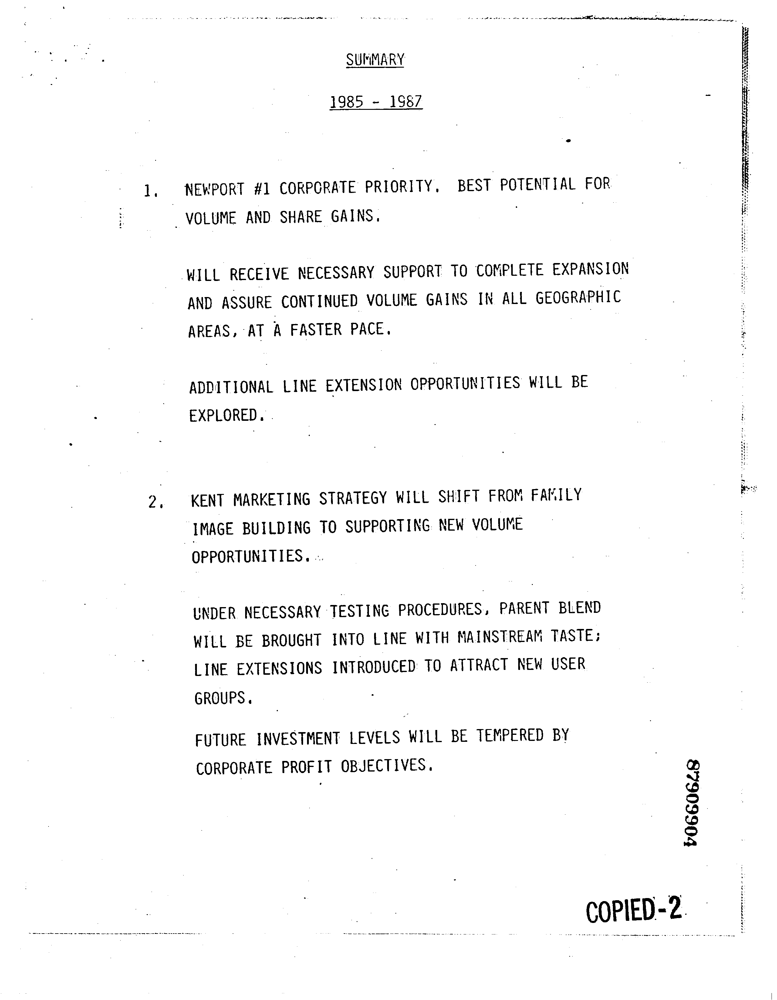 SUMMARY
1985 - 1987
1. NEWPORT #1 CORPORATE PRIORITY. BEST POTENTIAL FOR
VOLUME AND SHARE GAINS.
WILL RECEIVE NECESSARY SUPPORT TO COMPLETE EXPANSION
AND ASSURE CONTINUED VOLUME GAINS IN ALL GEOGRAPHIC
AREAS, AT A FASTER PACE.
ADDITIONAL LINE EXTENSION OPPORTUNITIES WILL BE
EXPLORED.
2. KENT MARKETING STRATEGY WILL SHIFT FROM FAMILY
IMAGE BUILDING TO SUPPORTING NEW VOLUME
OPPORTUNITIES.
UNDER NECESSARY TESTING PROCEDURES, PARENT BLEND
WILL BE BROUGHT INTO LINE WITH MAINSTREAM TASTE;
LINE EXTENSIONS INTRODUCED TO ATTRACT NEW USER
GROUPS.
FUTURE INVESTMENT LEVELS WILL BE TEMPERED BY
CORPORATE PROFIT OBJECTIVES.
87909904
COPIED-2